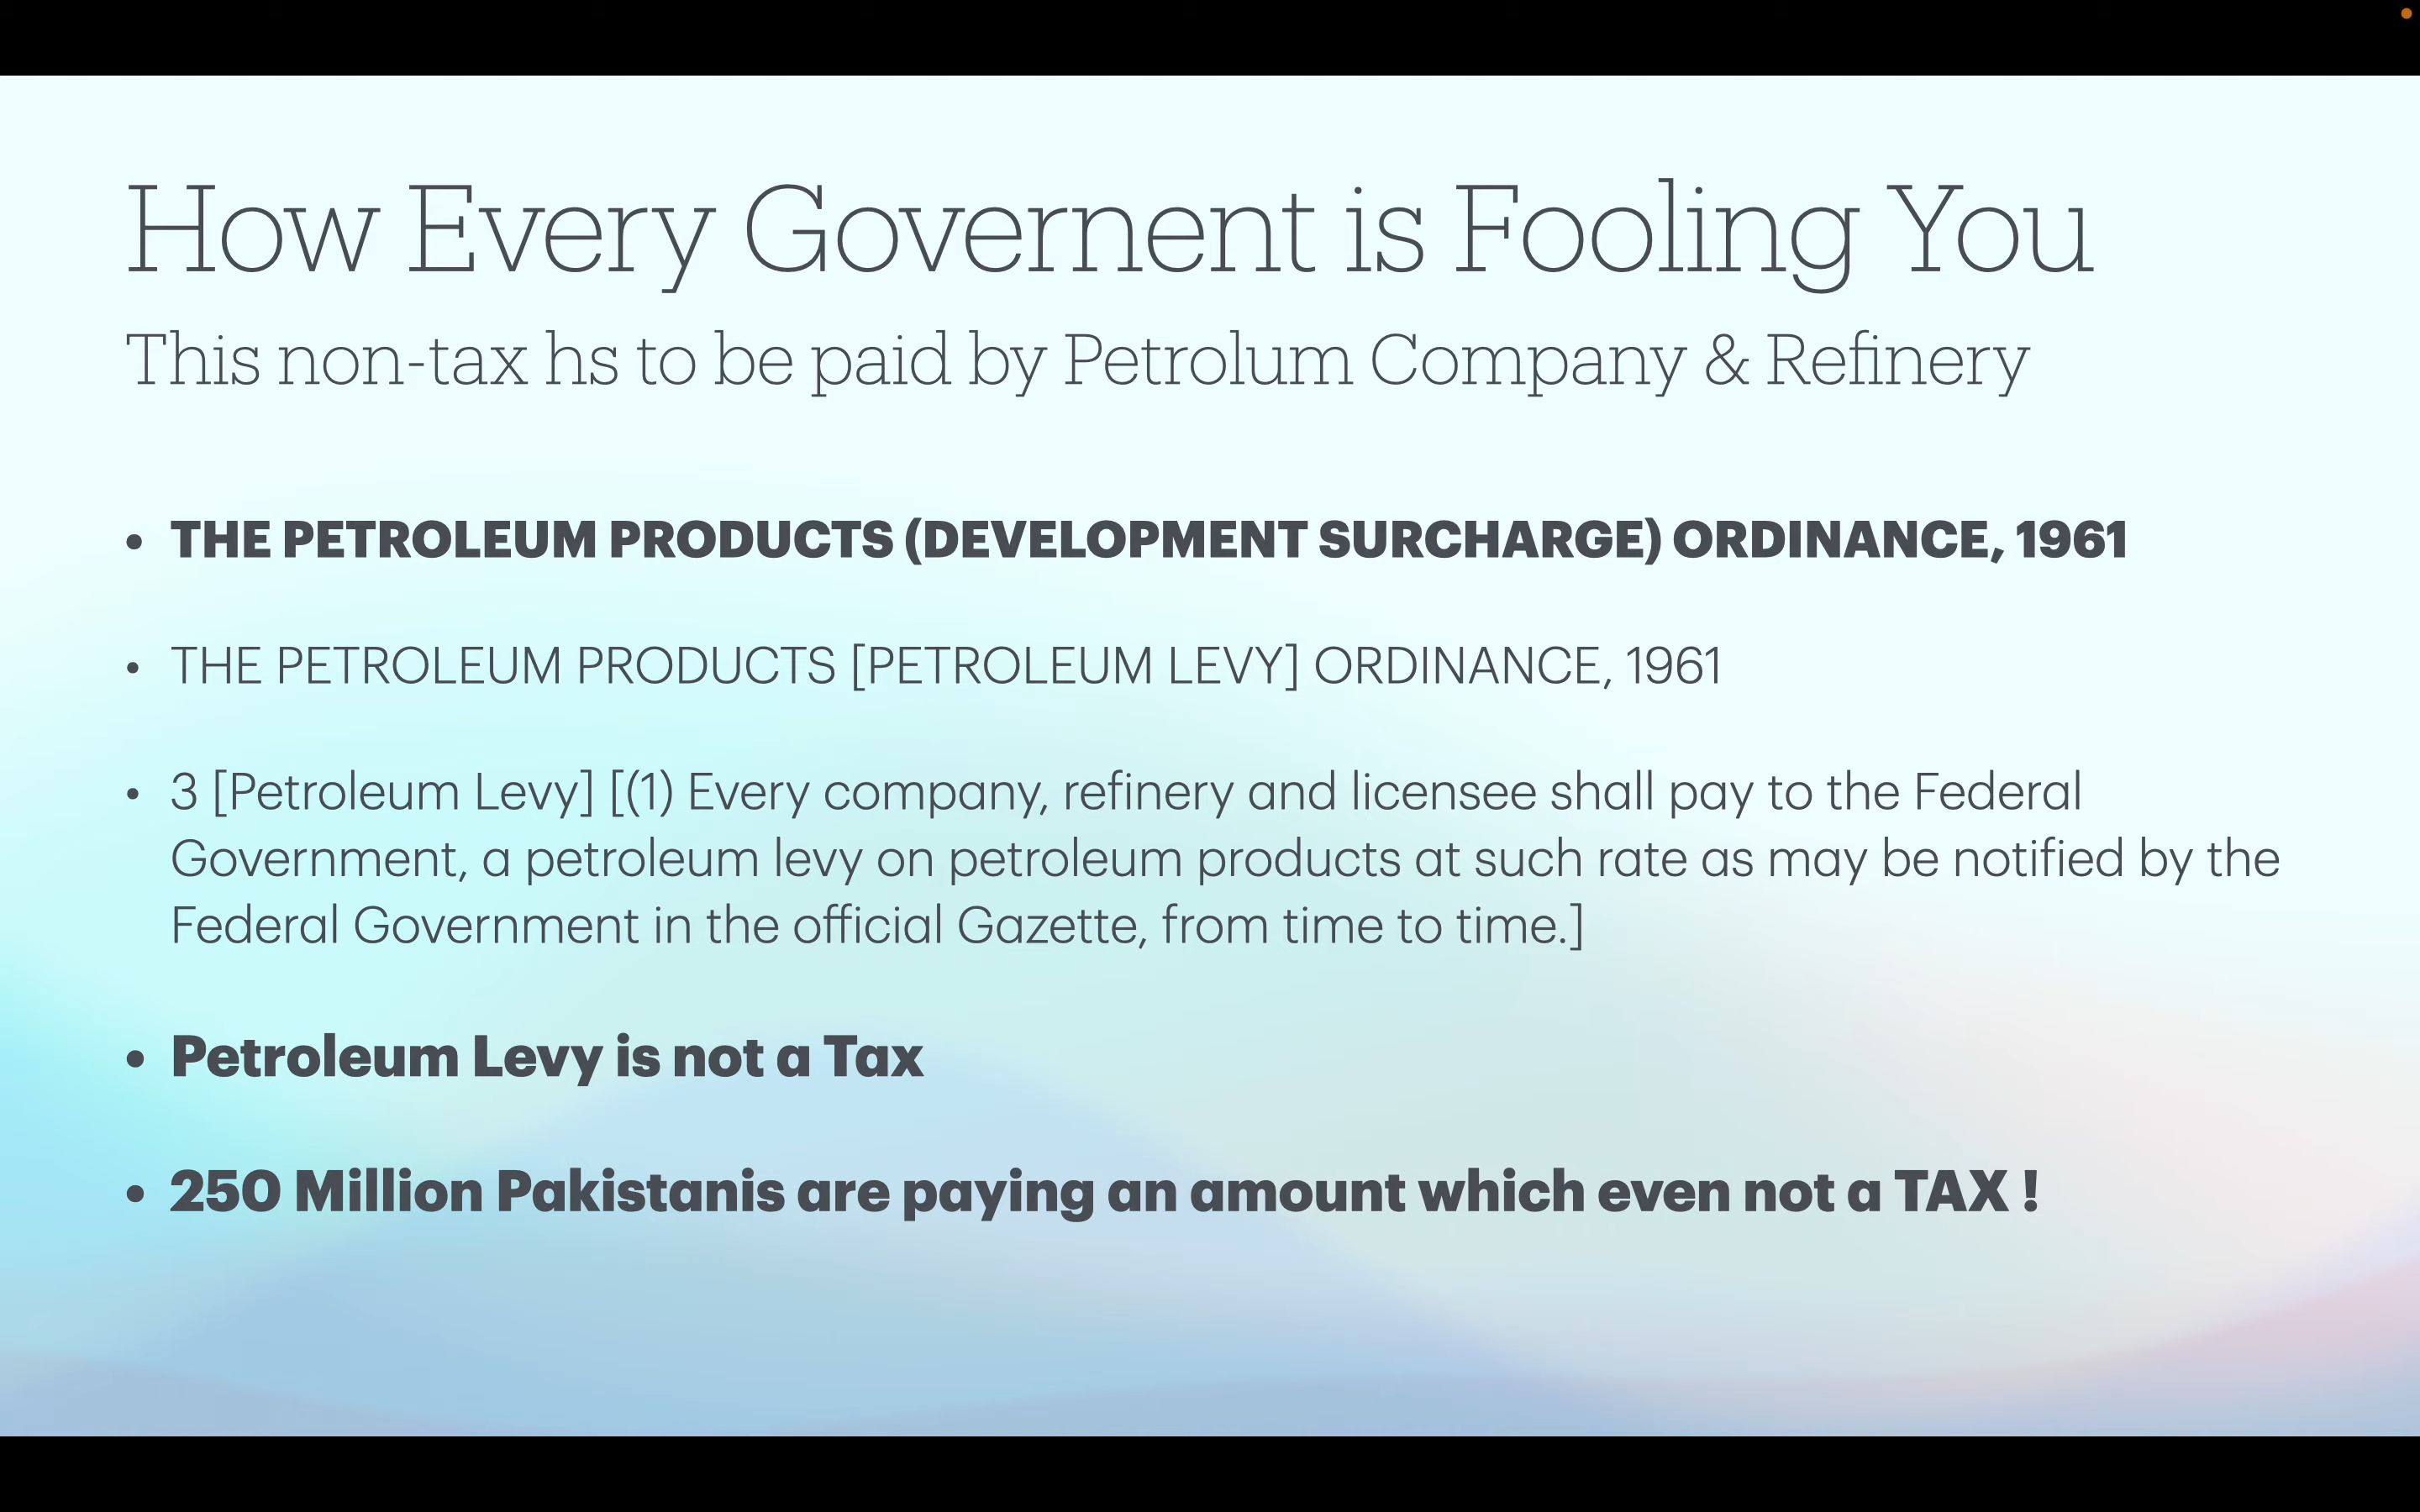 How Every Governent is Fooling You
This non-tax hs to be paid by Petrolum Company & Refinery
• THE PETROLEUM PRODUCTS (DEVELOPMENT SURCHARGE) ORDINANCE, 1961
• THE PETROLEUM PRODUCTS [PETROLEUM LEVY] ORDINANCE, 1961
• 3 [Petroleum Levy] [(1) Every company, refinery and licensee shall pay to the Federal
Government, a petroleum levy on petroleum products at such rate as may be notified by the
Federal Government in the official Gazette, from time to time.]
• Petroleum Levy is not a Tax
• 250 Million Pakistanis are paying an amount which even not a TAX !